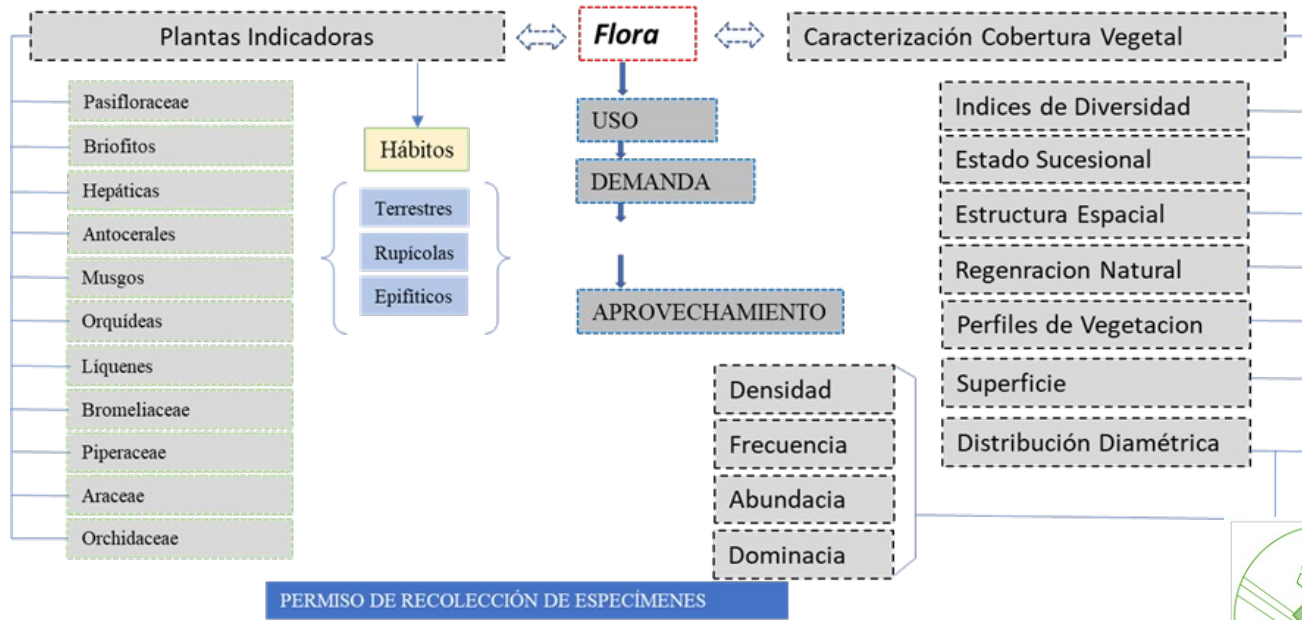 Plantas Indicadoras
Flora
Caracterización Cobertura Vegetal
Pasifloraceae
Briofitos
Hepáticas
Antocerales
Musgos
Orquídeas
Líquenes
Bromeliaceae
Piperaceae
Araceae
Orchidaceae
Hábitos
Terrestres
Rupícolas
Epifíticos
USO
DEMANDA
APROVECHAMIENTO
Indices de Diversidad
Estado Sucesional
Estructura Espacial
Regenracion Natural
Perfiles de Vegetacion
Superficie
Distribución Diamétrica
Densidad
Frecuencia
Abundacia
Dominacia
PERMISO DE RECOLECCIÓN DE ESPECÍMENES